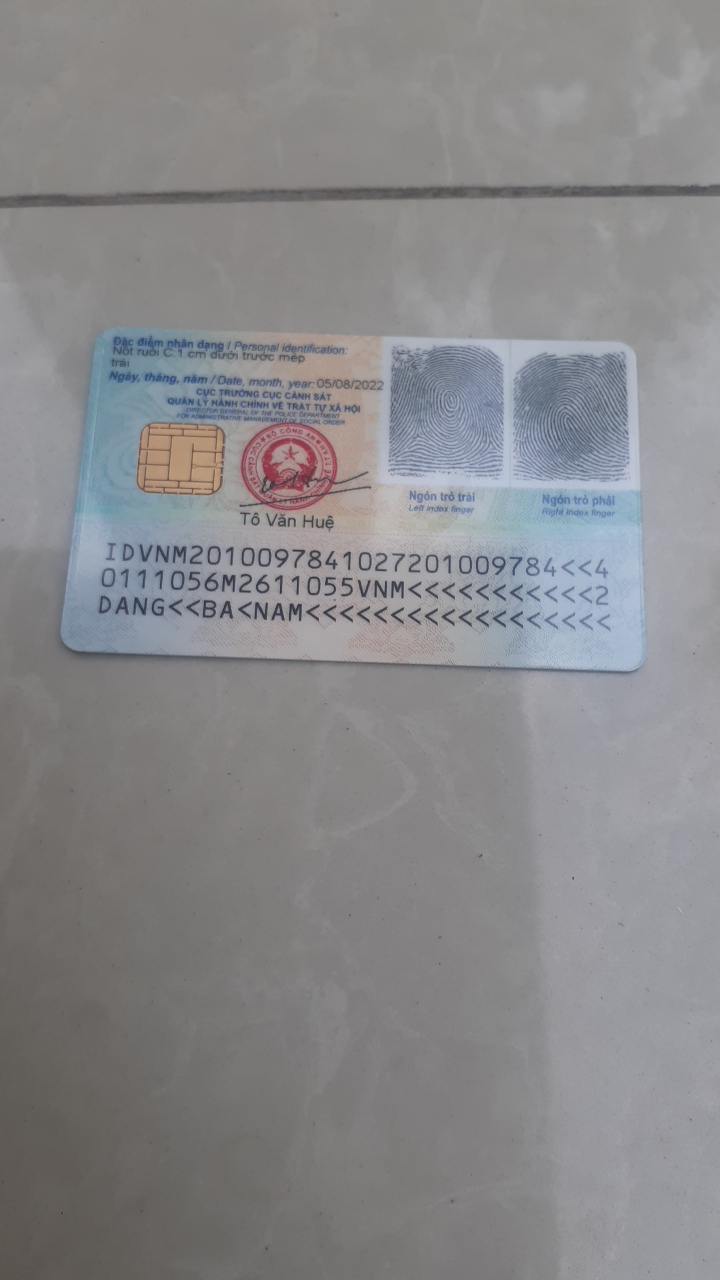 Đặc điểm nhân dạng / Personal identification:
Nốt ruồi C.1 cm dưới trước mép
trái
Ngày, tháng, năm / Date, month, year: 05/08/2022
CỤC TRƯỞNG CỤC CẢNH SÁT
QUẢN LÝ HÀNH CHÍNH VỀ TRẬT TỰ XÃ HỘI
DIRECTOR GENERAL OF THE POLICE DEPARTMENT
FOR ADMINISTRATIVE MANAGEMENT OF SOCIAL ORDER
Tô Văn Huệ
Ngón trỏ trái
Left index finger
Ngón trỏ phải
Right index finger
IDVNM2010097841027201009784<<4
0111056M2611055VNM<<<<<<<<<<<2
DANG<<BA<NAM<<<<<<<<<<<<<<<<<<